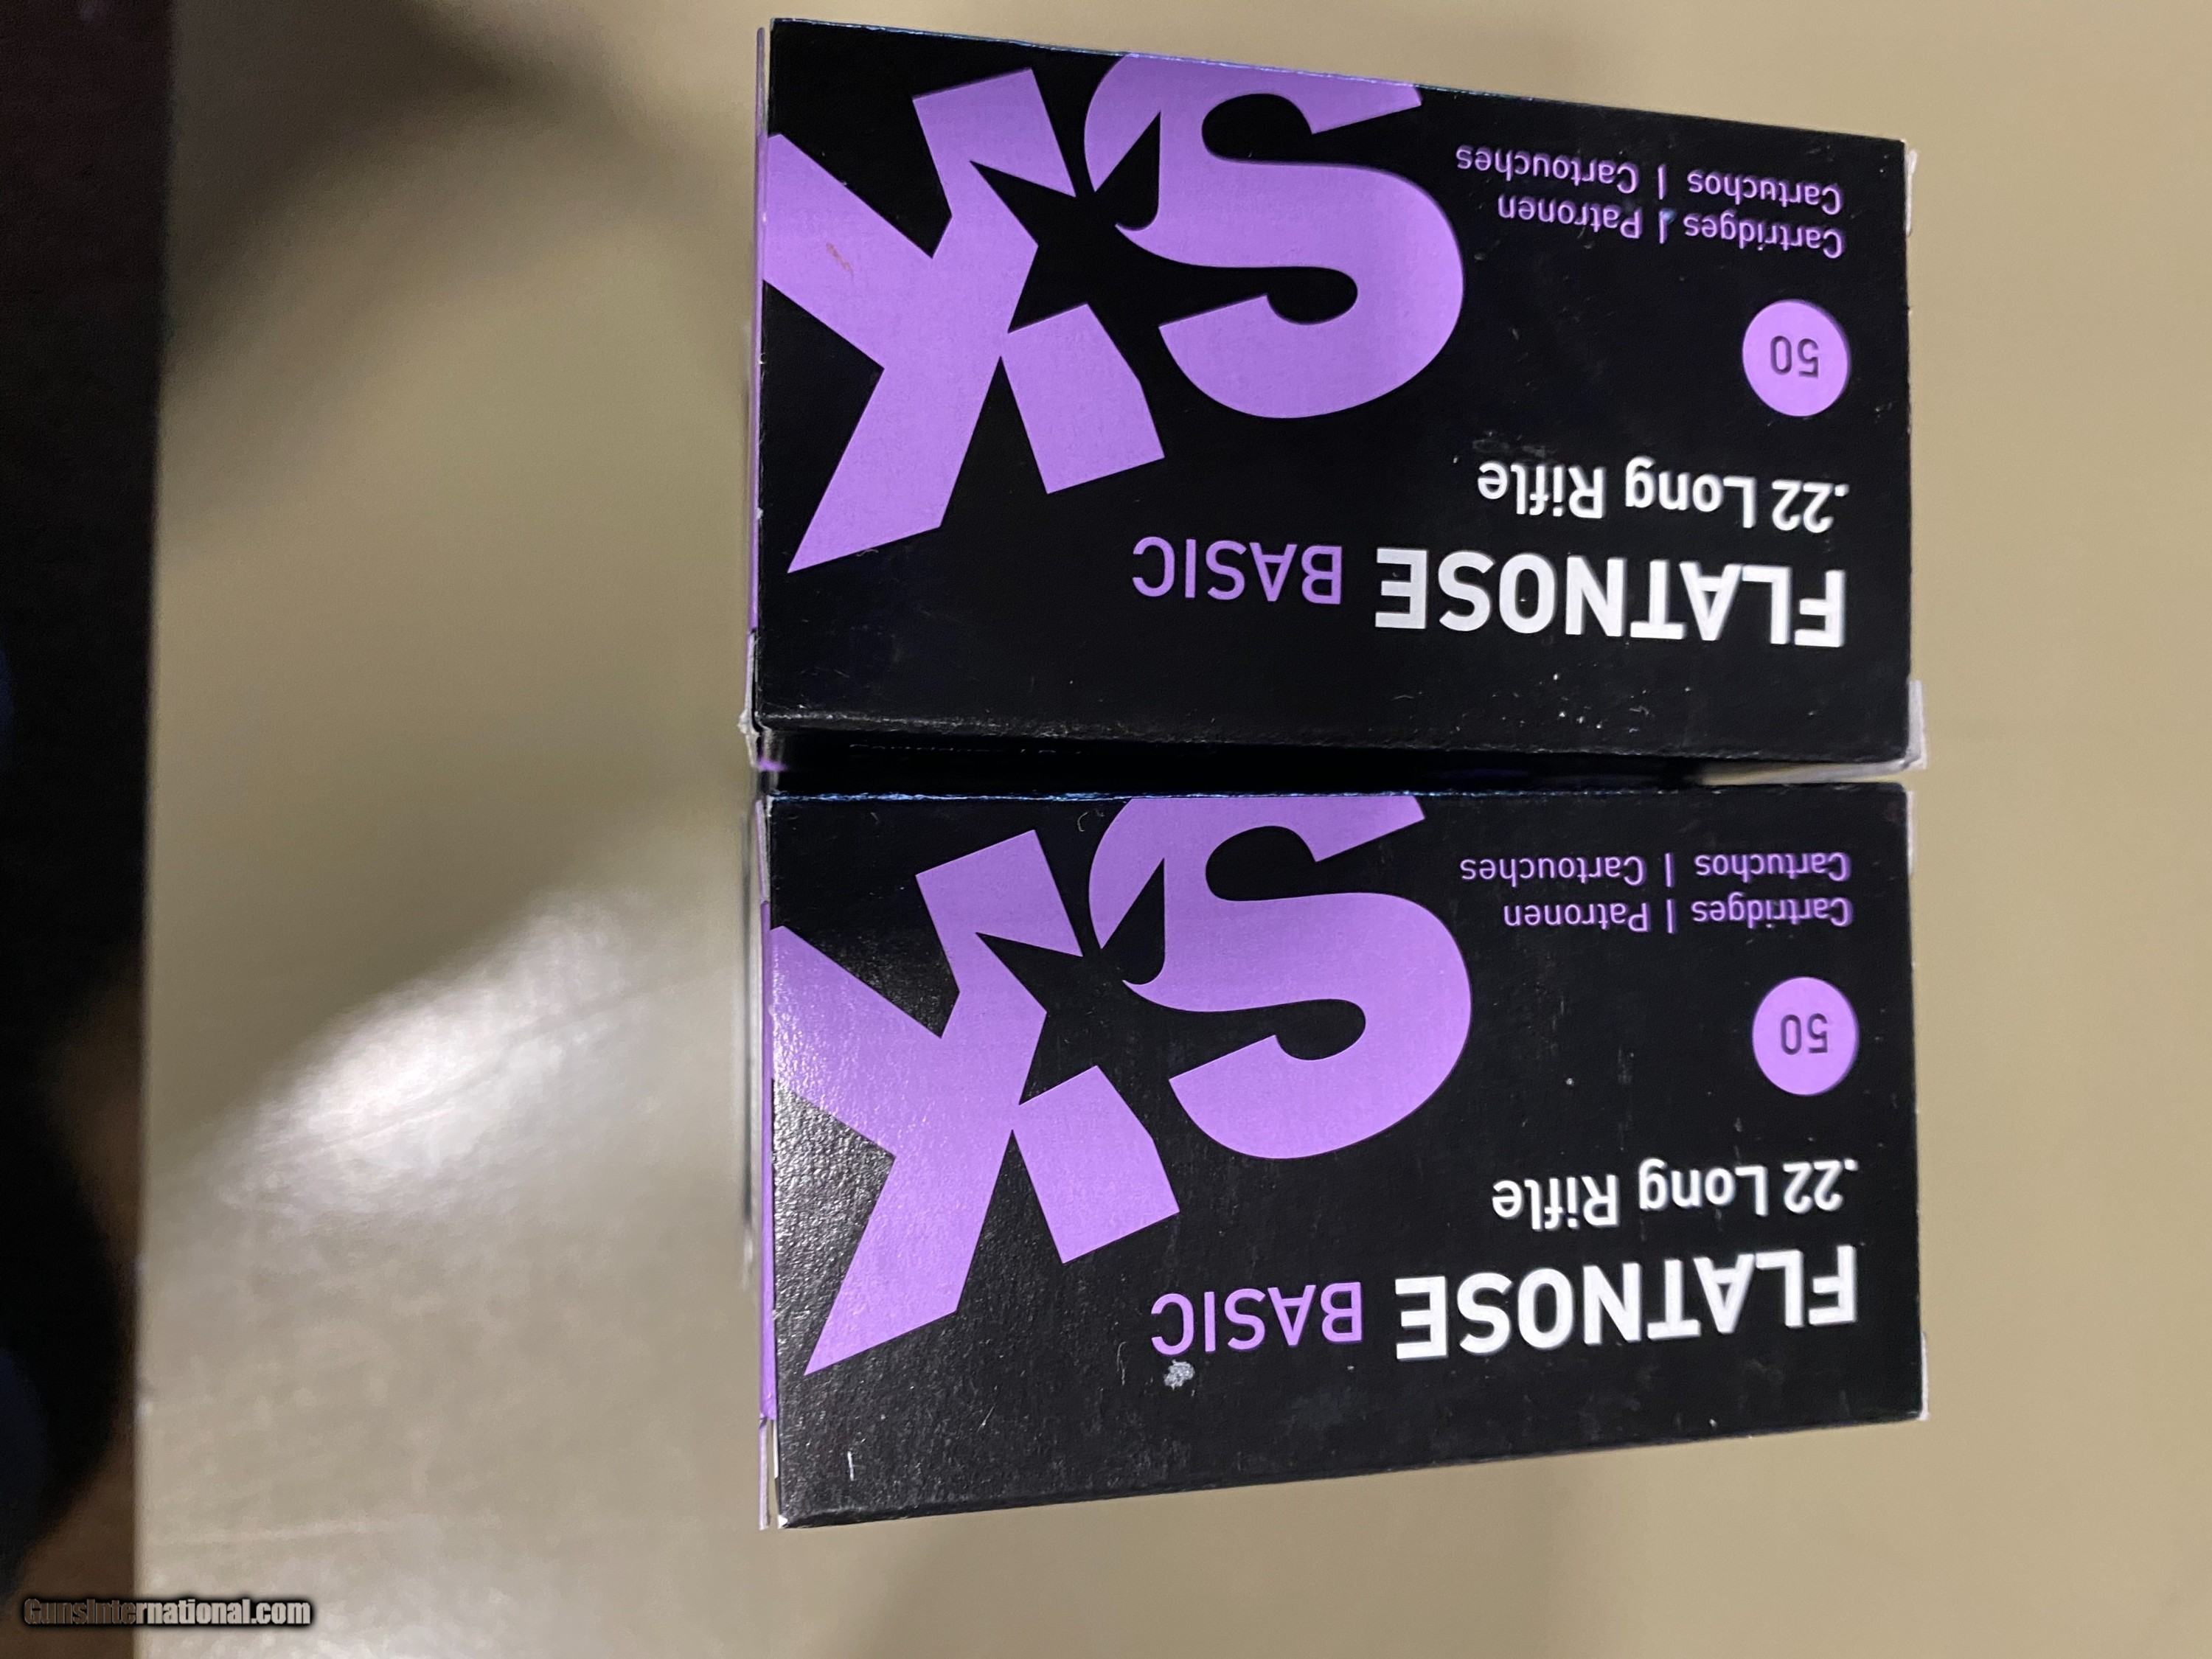 FLATNOSE BASIC
.22 Long Rifle
50
Cartridges | Patronen
Cartuchos | Cartouches
SK
FLATNOSE BASIC
.22 Long Rifle
50
Cartridges | Patronen
Cartuchos | Cartouches
SK
GunsInternational.com